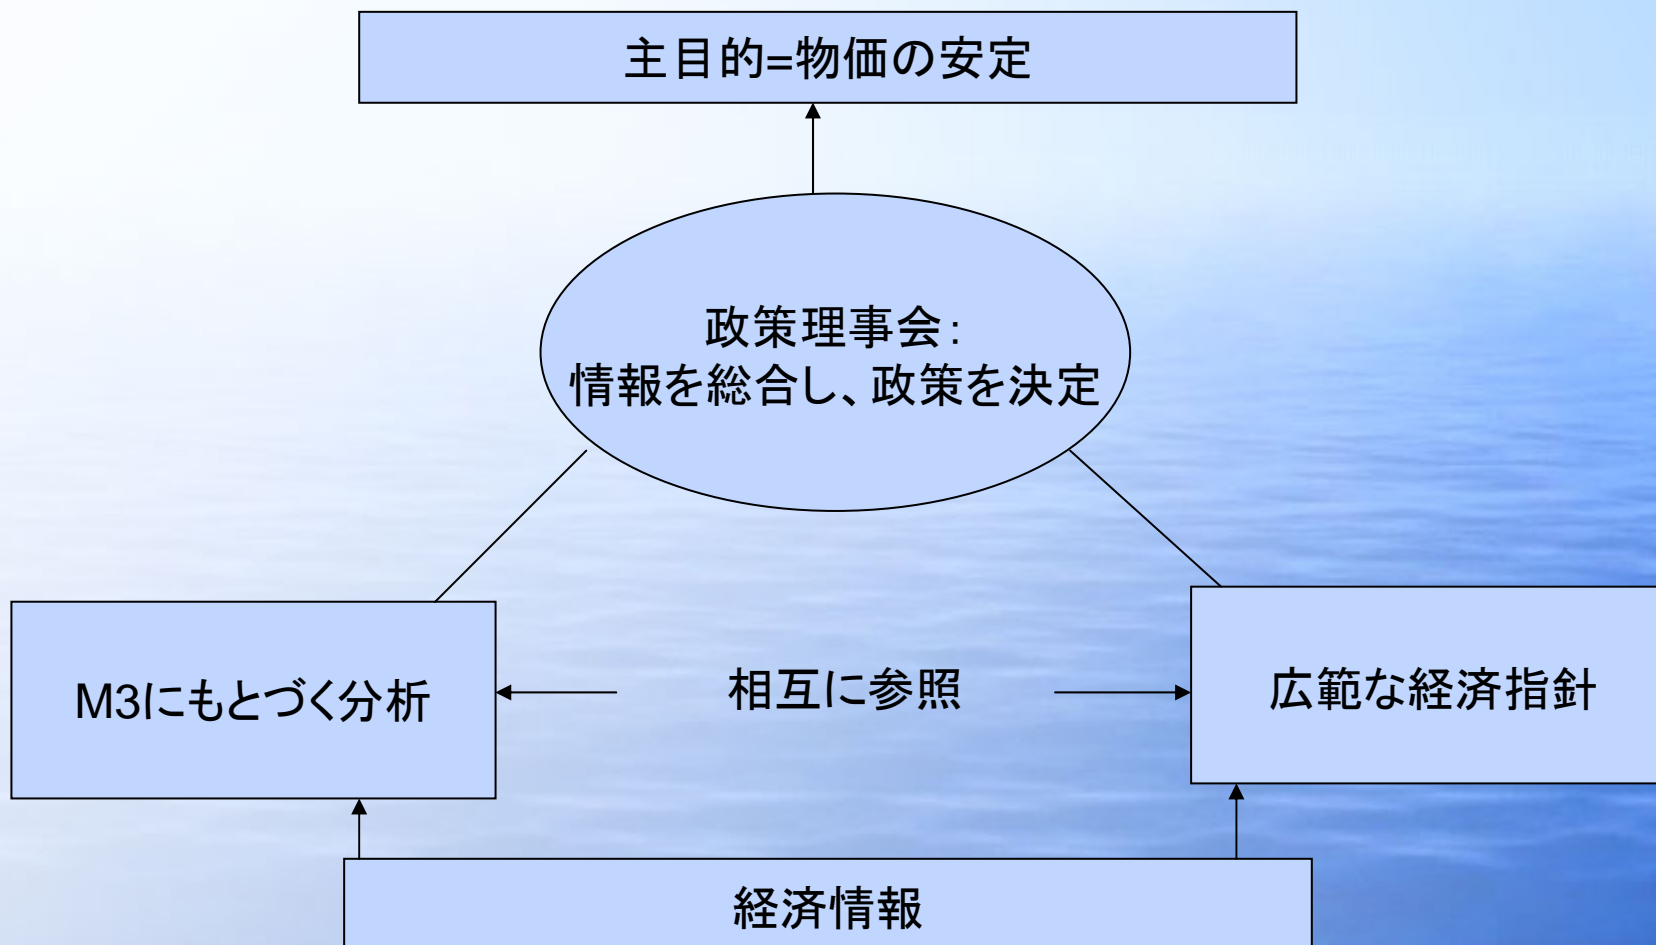 主目的=物価の安定
政策理事会:
情報を総合し、政策を決定
M3にもとづく分析
相互に参照
広範な経済指針
経済情報